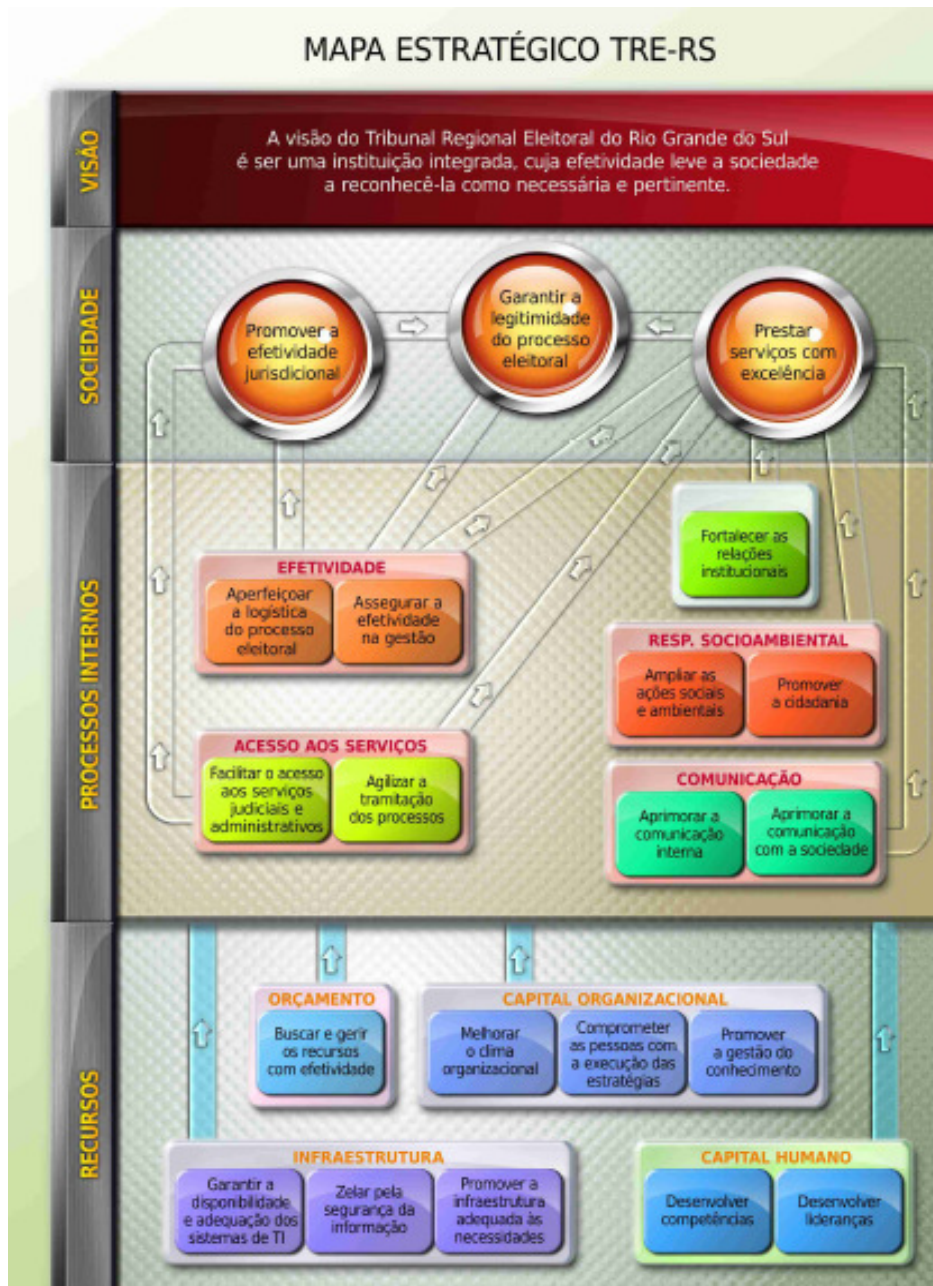 MAPA ESTRATÉGICO TRE-RS
VISÃO
A visão do Tribunal Regional Eleitoral do Rio Grande do Sul
é ser uma instituição integrada, cuja efetividade leve a sociedade
a reconhecê-la como necessária e pertinente.
SOCIEDADE
Promover a
efetividade
jurisdicional
Garantir a
legitimidade
do processo
eleitoral
Prestar
serviços com
excelência
PROCESSOS INTERNOS
Fortalecer as
relações
institucionais
EFETIVIDADE
Aperfeiçoar
a logística
do processo
eleitoral
Assegurar a
efetividade
na gestão
RESP. SOCIOAMBIENTAL
Ampliar as
ações sociais
e ambientais
Promover
a cidadania
ACESSO AOS SERVIÇOS
Facilitar o acesso
aos serviços
judiciais e
administrativos
Agilizar a
tramitação
dos processos
COMUNICAÇÃO
Aprimorar a
comunicação
interna
Aprimorar a
comunicação
com a sociedade
RECURSOS
ORÇAMENTO
Buscar e gerir
os recursos
com efetividade
CAPITAL ORGANIZACIONAL
Melhorar
o clima
organizacional
Comprometer
as pessoas com
a execução das
estratégias
Promover
a gestão do
conhecimento
INFRAESTRUTURA
Garantir a
disponibilidade
e adequação dos
sistemas de TI
Zelar pela
segurança da
informação
Promover a
infraestrutura
adequada às
necessidades
CAPITAL HUMANO
Desenvolver
competências
Desenvolver
lideranças